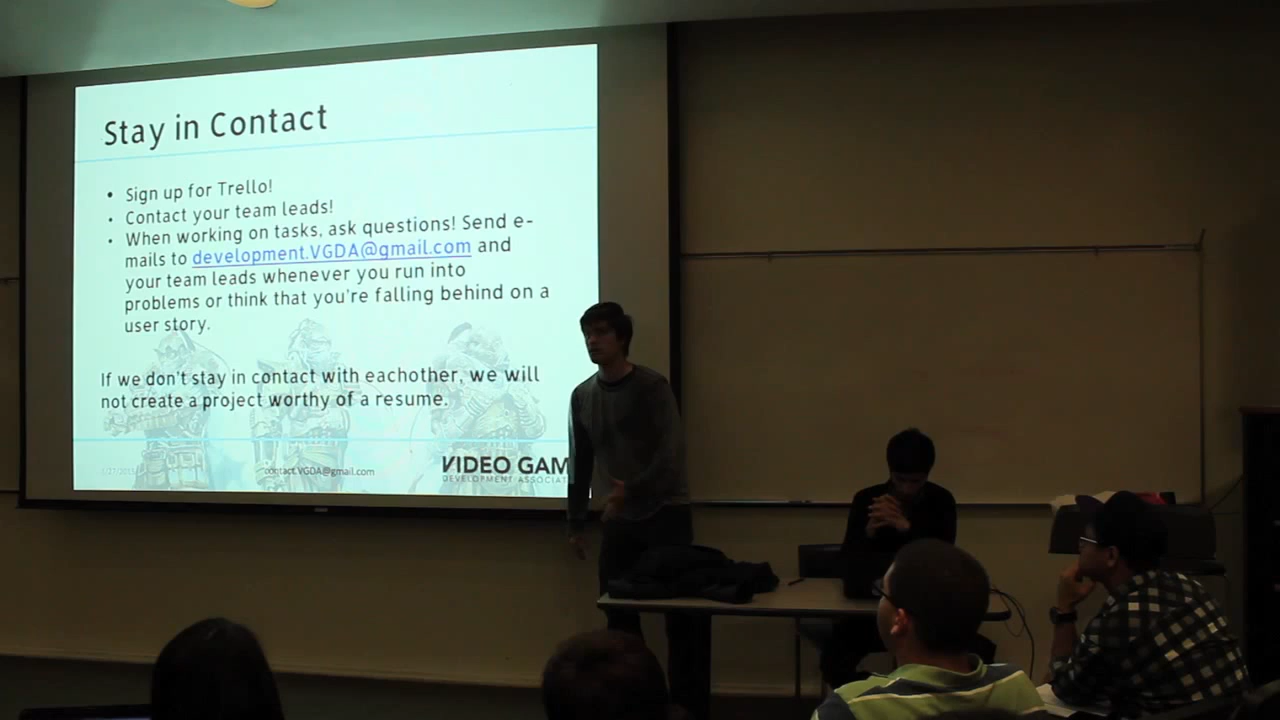 Stay in Contact
• Sign up for Trello!
• Contact your team leads!
• When working on tasks, ask questions! Send e-
mails to development.VGDA@gmail.com and
your team leads whenever you run into
problems or think that you're falling behind on a
user story.
If we don't stay in contact with eachother, we will
not create a project worthy of a resume.
1/27/2015 contact.VGDA@gmail.com
VIDEO GAM
DEVELOPMENT ASSOCIAT